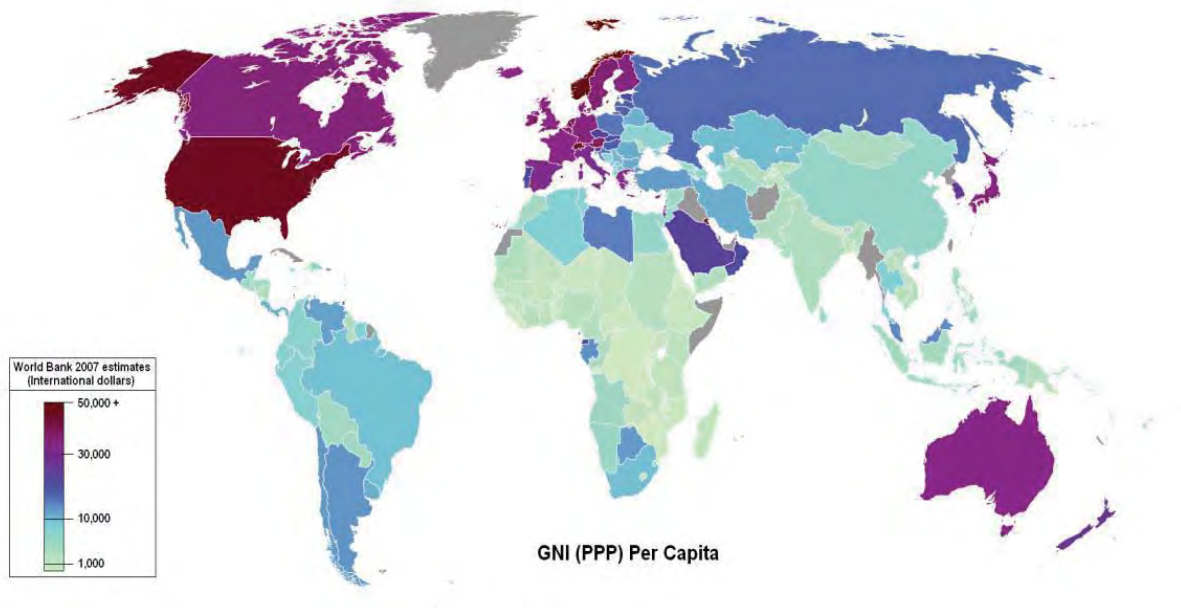 World Bank 2007 estimates
(International dollars)
50,000 +
30,000
10,000
1,000
GNI (PPP) Per Capita